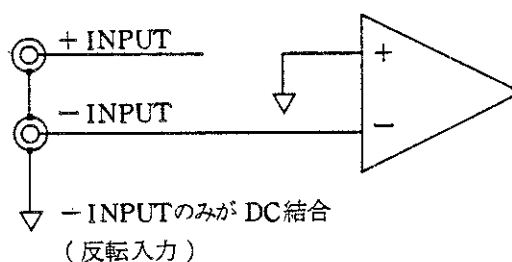 + INPUT
+
− INPUT
−
− INPUTのみが DC結合
( 反転入力 )